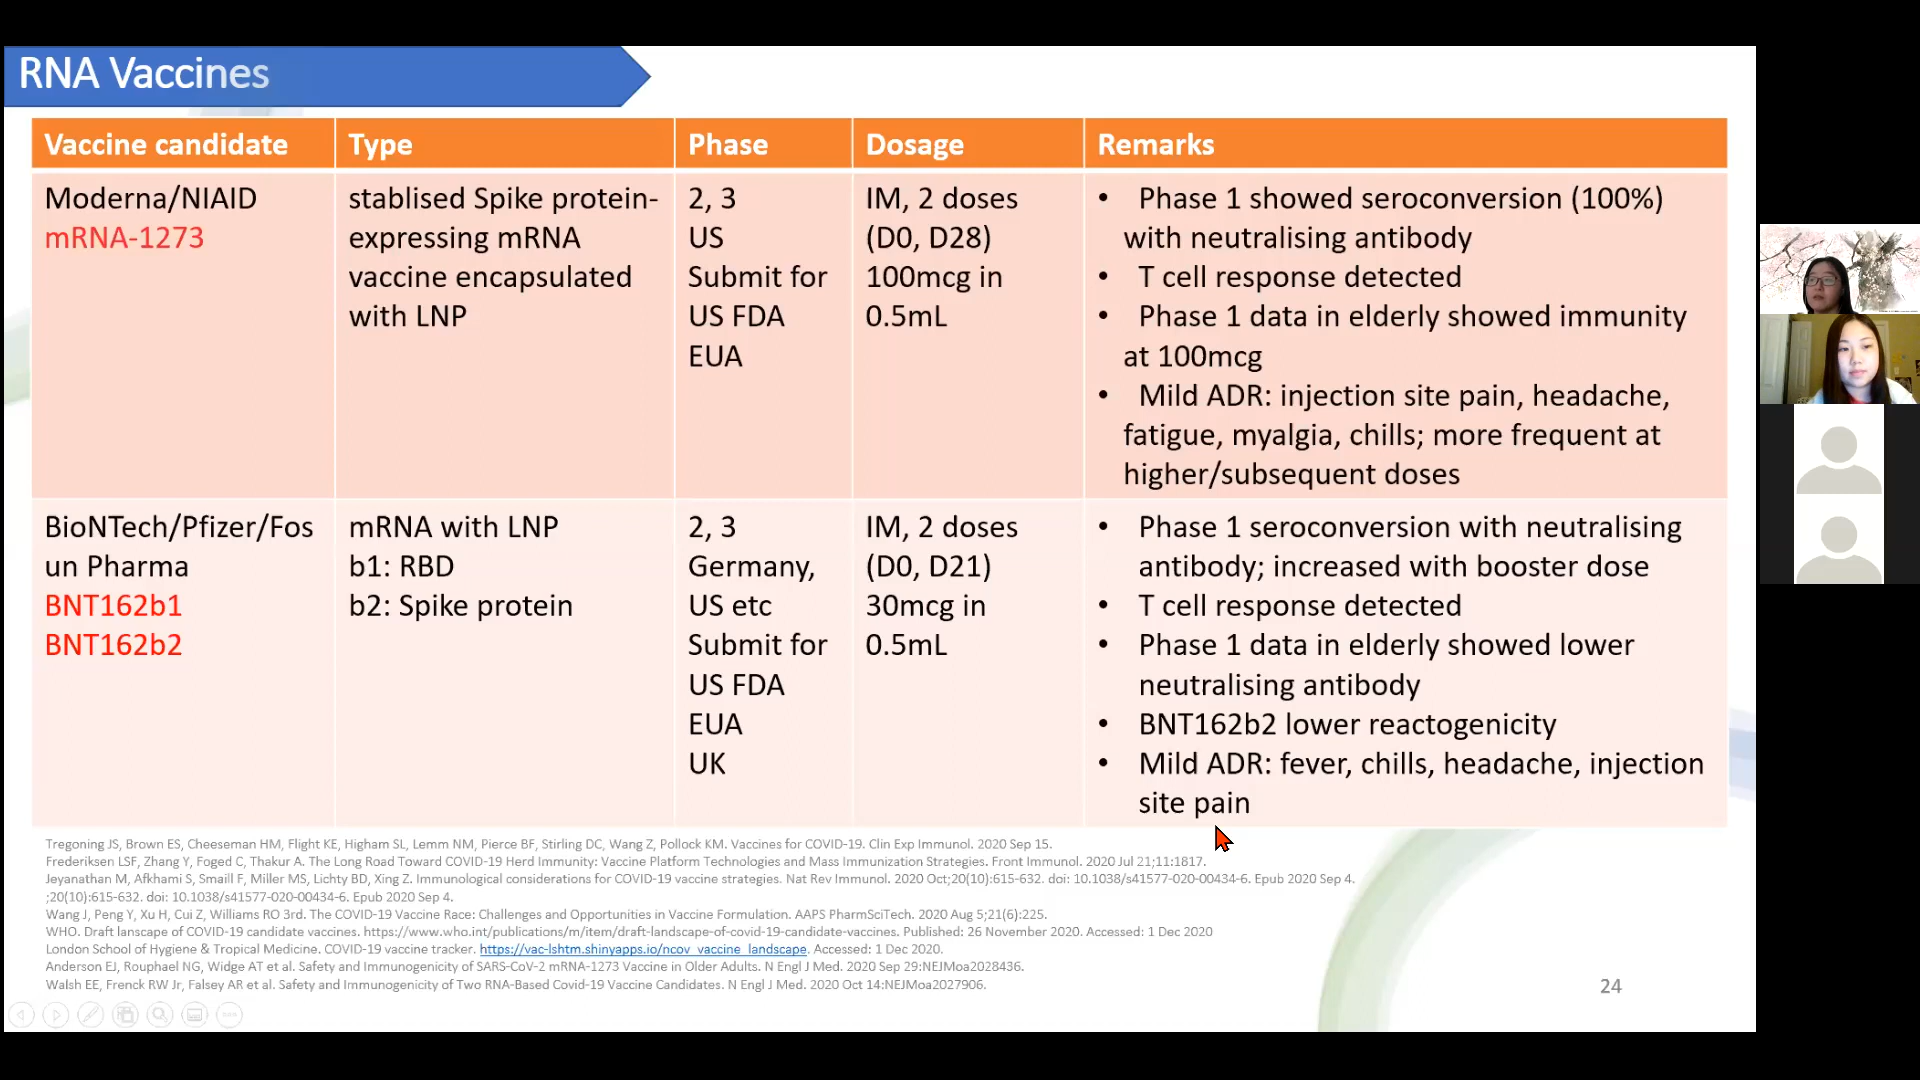 RNA Vaccines
Vaccine candidate
Type
Phase
Dosage
Remarks
Moderna/NIAID
mRNA-1273
stablised Spike protein-
expressing mRNA
vaccine encapsulated
with LNP
2, 3
US
Submit for
US FDA
EUA
IM, 2 doses
(D0, D28)
100mcg in
0.5mL
• Phase 1 showed seroconversion (100%)
with neutralising antibody
• T cell response detected
• Phase 1 data in elderly showed immunity
at 100mcg
• Mild ADR: injection site pain, headache,
fatigue, myalgia, chills; more frequent at
higher/subsequent doses
BioNTech/Pfizer/Fos
un Pharma
BNT162b1
BNT162b2
mRNA with LNP
b1: RBD
b2: Spike protein
2, 3
Germany,
US etc
Submit for
US FDA
EUA
UK
IM, 2 doses
(D0, D21)
30mcg in
0.5mL
• Phase 1 seroconversion with neutralising
antibody; increased with booster dose
• T cell response detected
• Phase 1 data in elderly showed lower
neutralising antibody
• BNT162b2 lower reactogenicity
• Mild ADR: fever, chills, headache, injection
site pain
Tregoning JS, Brown ES, Cheeseman HM, Flight KE, Higham SL, Lemm NM, Pierce BF, Stirling DC, Wang Z, Pollock KM. Vaccines for COVID-19. Clin Exp Immunol. 2020 Sep 15.
Frederiksen LSF, Zhang Y, Foged C, Thakur A. The Long Road Toward COVID-19 Herd Immunity: Vaccine Platform Technologies and Mass Immunization Strategies. Front Immunol. 2020 Jul 21;11:1817.
Jeyanathan M, Afkhami S, Smaill F, Miller MS, Lichty BD, Xing Z. Immunological considerations for COVID-19 vaccine strategies. Nat Rev Immunol. 2020 Oct;20(10):615-632. doi: 10.1038/s41577-020-00434-6. Epub 2020 Sep 4.
;20(10):615-632. doi: 10.1038/s41577-020-00434-6. Epub 2020 Sep 4.
Wang J, Peng Y, Xu H, Cui Z, Williams RO 3rd. The COVID-19 Vaccine Race: Challenges and Opportunities in Vaccine Formulation. AAPS PharmSciTech. 2020 Aug 5;21(6):225.
WHO. Draft lanscape of COVID-19 candidate vaccines. https://www.who.int/publications/m/item/draft-landscape-of-covid-19-candidate-vaccines. Published: 26 November 2020. Accessed: 1 Dec 2020
London School of Hygiene & Tropical Medicine. COVID-19 vaccine tracker. https://vac-lshtm.shinyapps.io/ncov_vaccine_landscape. Accessed: 1 Dec 2020.
Anderson EJ, Rouphael NG, Widge AT et al. Safety and Immunogenicity of SARS-CoV-2 mRNA-1273 Vaccine in Older Adults. N Engl J Med. 2020 Sep 29:NEJMoa2028436.
Walsh EE, Frenck RW Jr, Falsey AR et al. Safety and Immunogenicity of Two RNA-Based Covid-19 Vaccine Candidates. N Engl J Med. 2020 Oct 14:NEJMoa2027906.
24